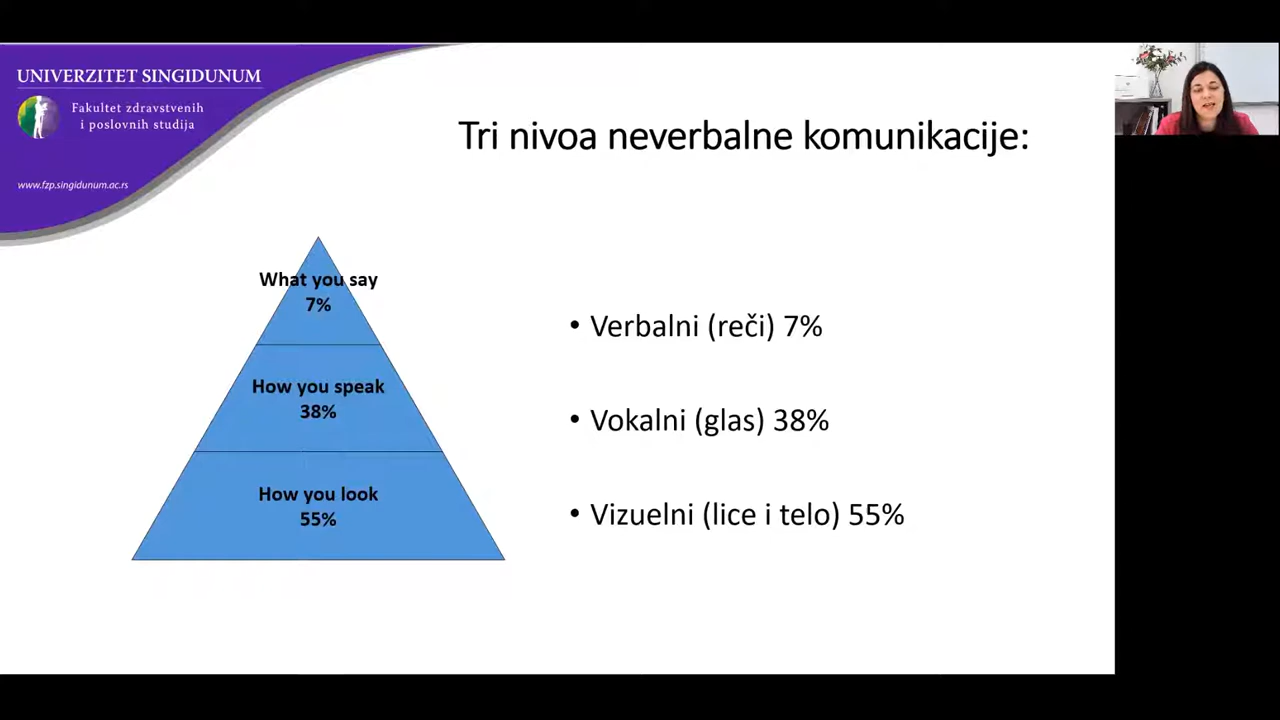 UNIVERZITET SINGIDUNUM
Fakultet zdravstvenih
i poslovnih studija
www.fzp.singidunum.ac.rs
Tri nivoa neverbalne komunikacije:
What you say
7%
How you speak
38%
How you look
55%
• Verbalni (reči) 7%
• Vokalni (glas) 38%
• Vizuelni (lice i telo) 55%